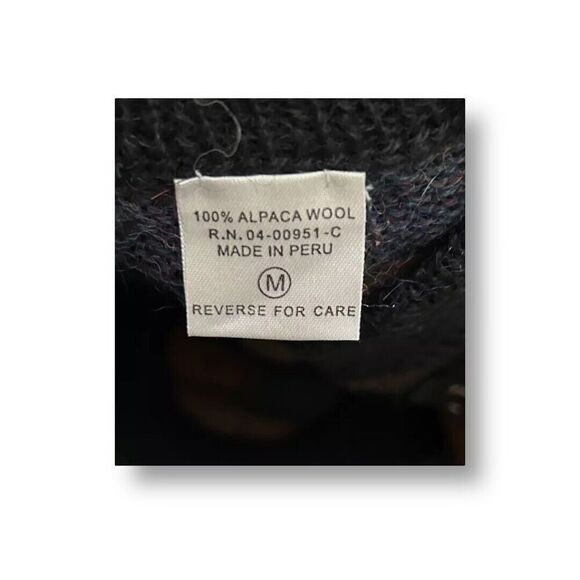 100% ALPACA WOOL
R.N. 04-00951-C
MADE IN PERU
M
REVERSE FOR CARE